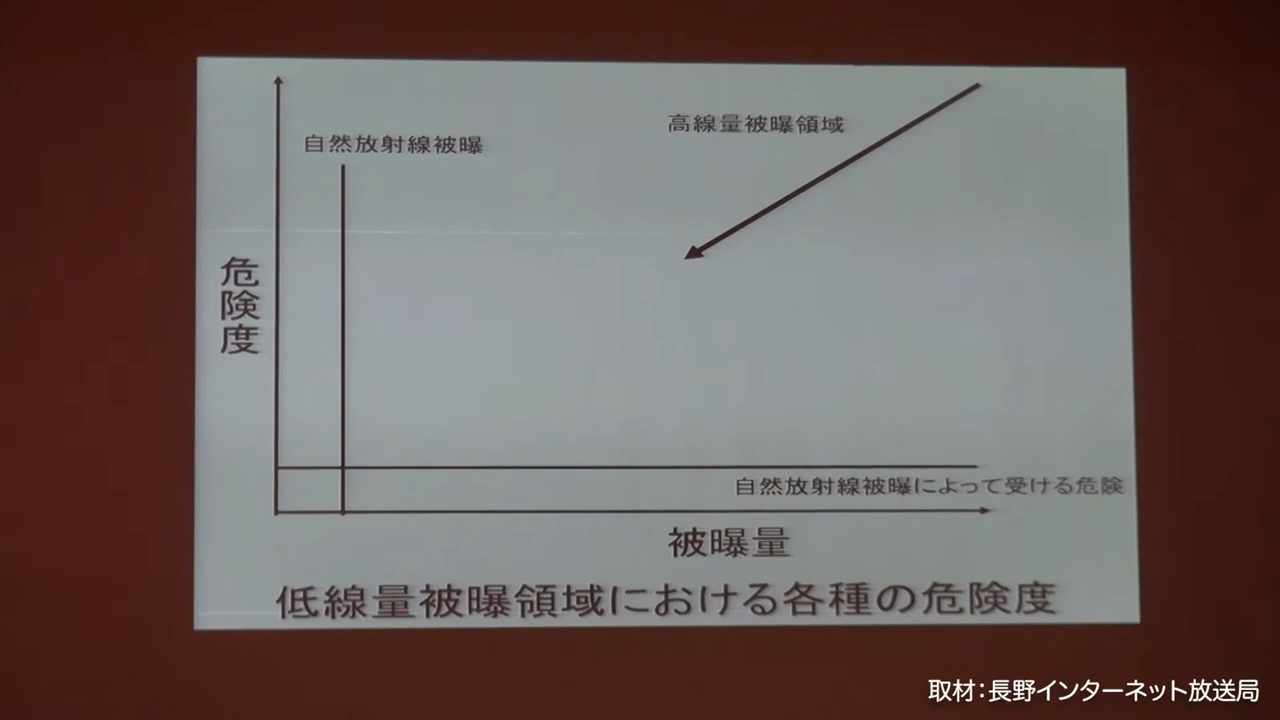 自然放射線被曝
高線量被曝領域
危険度
自然放射線被曝によって受ける危険
被曝量
低線量被曝領域における各種の危険度
取材：長野インターネット放送局